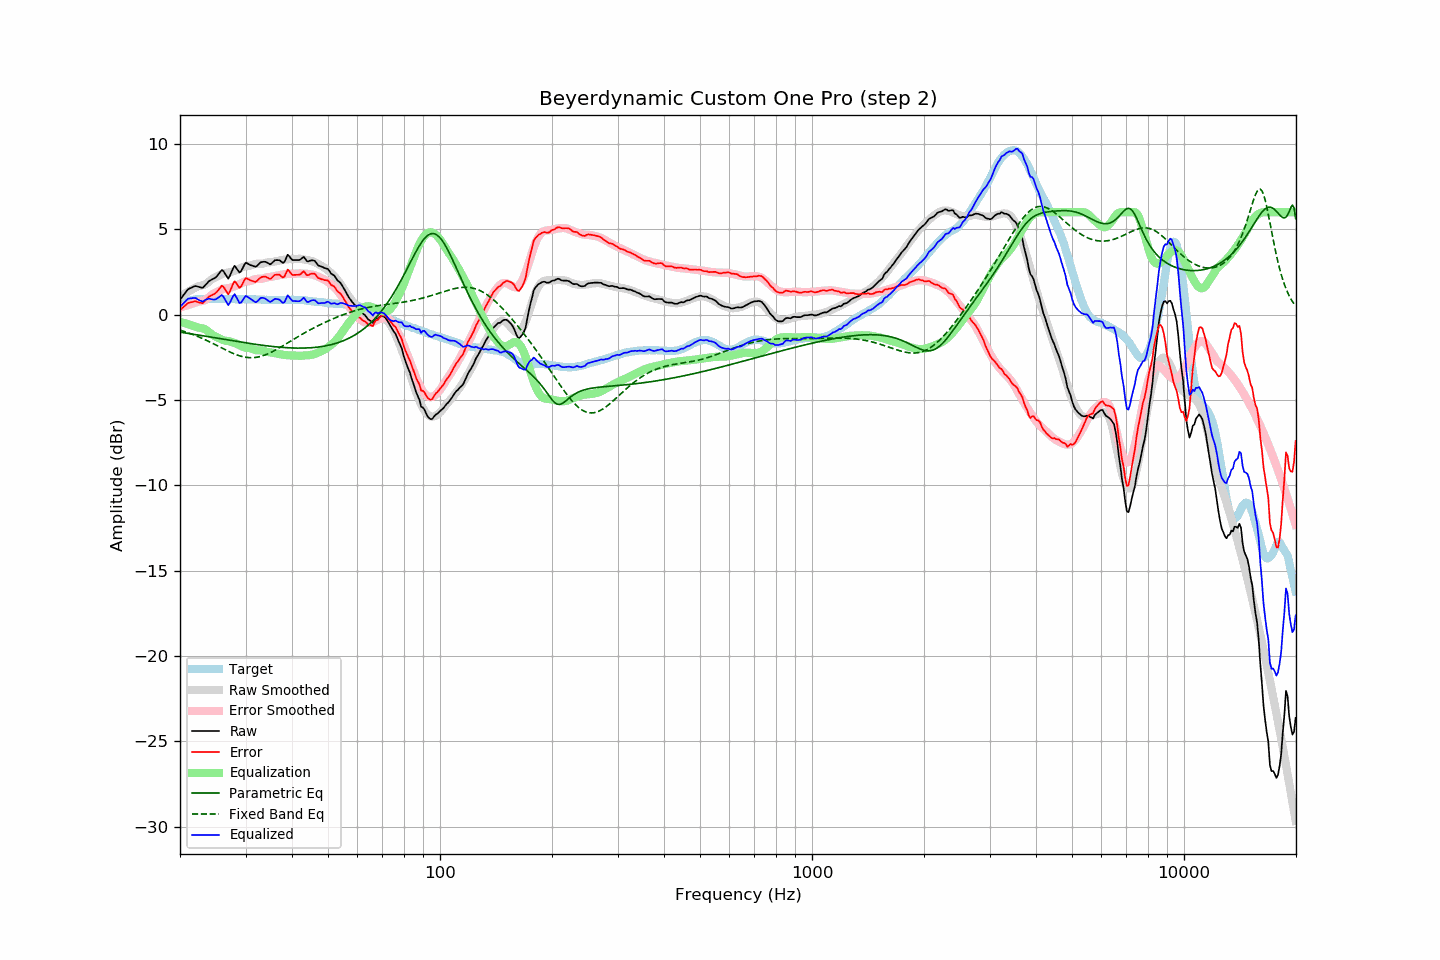 Beyerdynamic Custom One Pro (step 2)
10
5
0
−5
−10
−15
−20
−25
−30
Amplitude (dBr)
Target
Raw Smoothed
Error Smoothed
Raw
Error
Equalization
Parametric Eq
Fixed Band Eq
Equalized
100 1000 10000
Frequency (Hz)